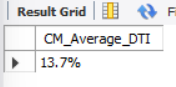 Result Grid
CM_Average_DTI
13.7%